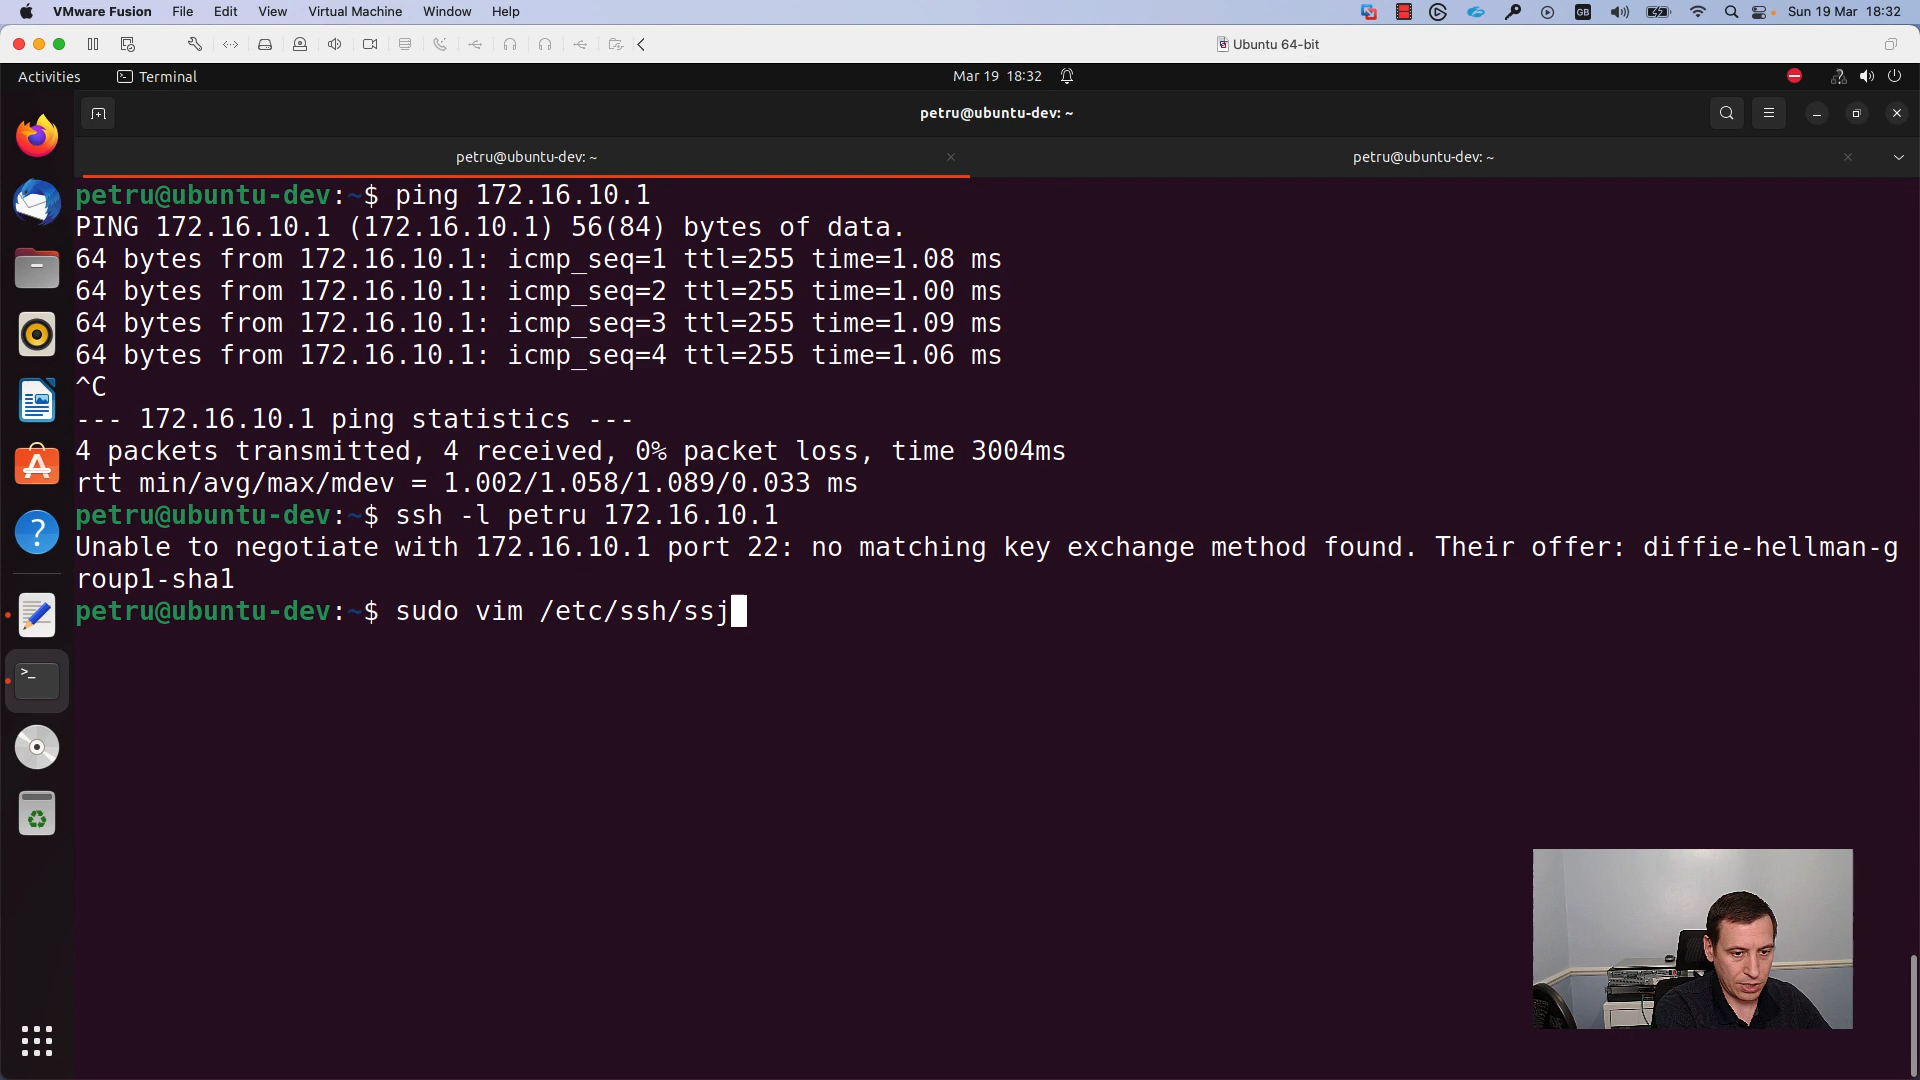 VMware Fusion File Edit View Virtual Machine Window Help GB Sun 19 Mar 18:32
Ubuntu 64-bit
Activities Terminal Mar 19 18:32
petru@ubuntu-dev: ~
petru@ubuntu-dev: ~ petru@ubuntu-dev: ~
petru@ubuntu-dev:~$ ping 172.16.10.1
PING 172.16.10.1 (172.16.10.1) 56(84) bytes of data.
64 bytes from 172.16.10.1: icmp_seq=1 ttl=255 time=1.08 ms
64 bytes from 172.16.10.1: icmp_seq=2 ttl=255 time=1.00 ms
64 bytes from 172.16.10.1: icmp_seq=3 ttl=255 time=1.09 ms
64 bytes from 172.16.10.1: icmp_seq=4 ttl=255 time=1.06 ms
^C
--- 172.16.10.1 ping statistics ---
4 packets transmitted, 4 received, 0% packet loss, time 3004ms
rtt min/avg/max/mdev = 1.002/1.058/1.089/0.033 ms
petru@ubuntu-dev:~$ ssh -l petru 172.16.10.1
Unable to negotiate with 172.16.10.1 port 22: no matching key exchange method found. Their offer: diffie-hellman-g
roup1-sha1
petru@ubuntu-dev:~$ sudo vim /etc/ssh/ssj